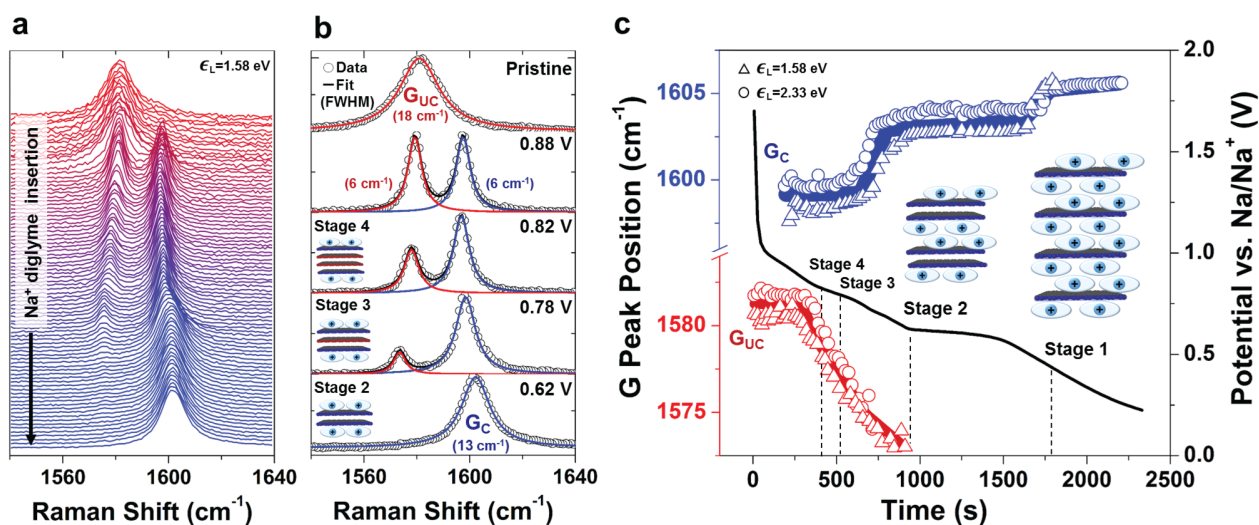 a
ϵL=1.58 eV
Na+ diglyme insertion
1560 1600 1640
Raman Shift (cm-1)
b
Data
Fit
(FWHM)
Pristine
GUC
(18 cm-1)
0.88 V
(6 cm-1) (6 cm-1)
Stage 4
0.82 V
Stage 3
0.78 V
Stage 2
0.62 V
GC
(13 cm-1)
1560 1580 1600 1620 1640
Raman Shift (cm-1)
c
ϵL=1.58 eV
ϵL=2.33 eV
G Peak Position (cm-1)
1605
1600
1580
1575
GC
GUC
Stage 4
Stage 3
Stage 2
Stage 1
2.0
1.5
1.0
0.5
0.0
Potential vs. Na/Na+ (V)
0 500 1000 1500 2000 2500
Time (s)